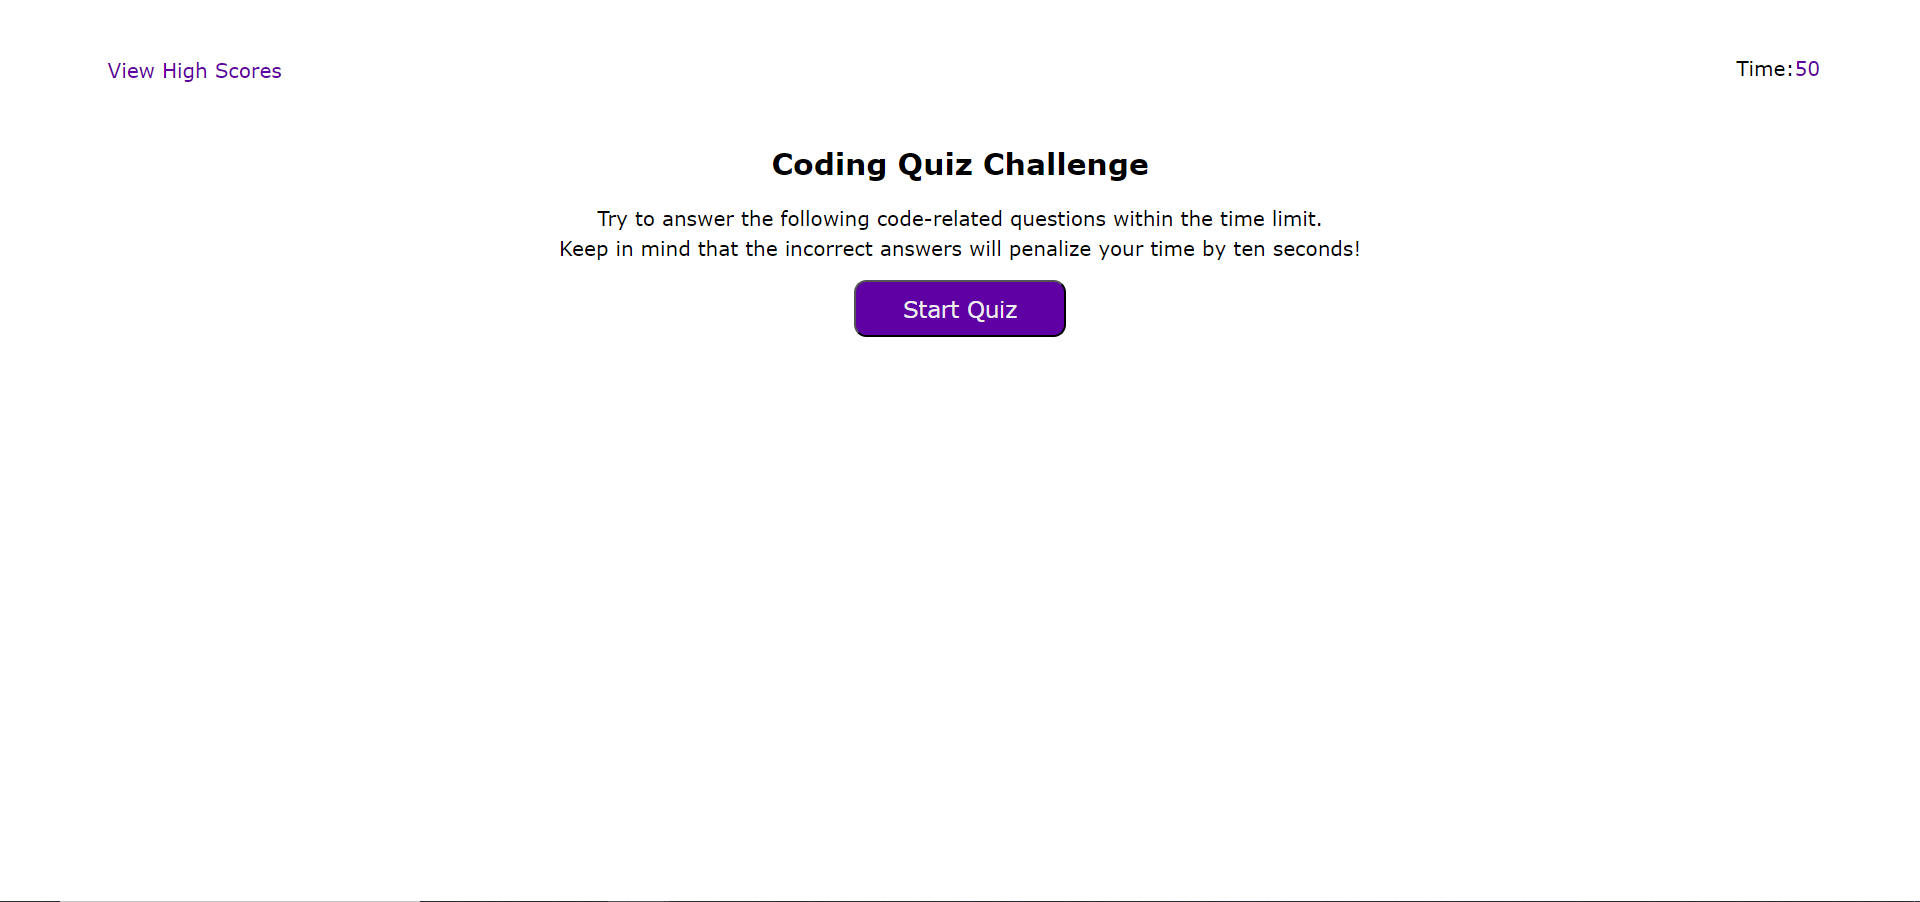 View High Scores
Time:50
Coding Quiz Challenge
Try to answer the following code-related questions within the time limit.
Keep in mind that the incorrect answers will penalize your time by ten seconds!
Start Quiz